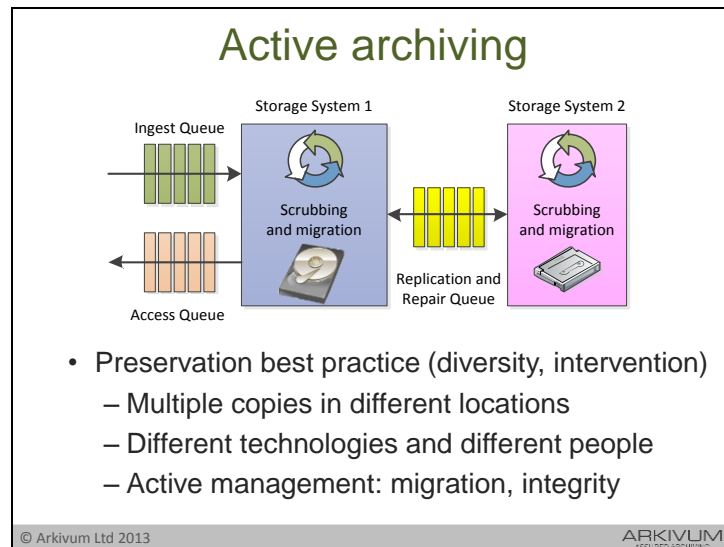 Active archiving
Storage System 1
Storage System 2
Ingest Queue
Scrubbing
and migration
Scrubbing
and migration
Replication and
Repair Queue
Access Queue
• Preservation best practice (diversity, intervention)
– Multiple copies in different locations
– Different technologies and different people
– Active management: migration, integrity
© Arkivum Ltd 2013
ARKIVUM